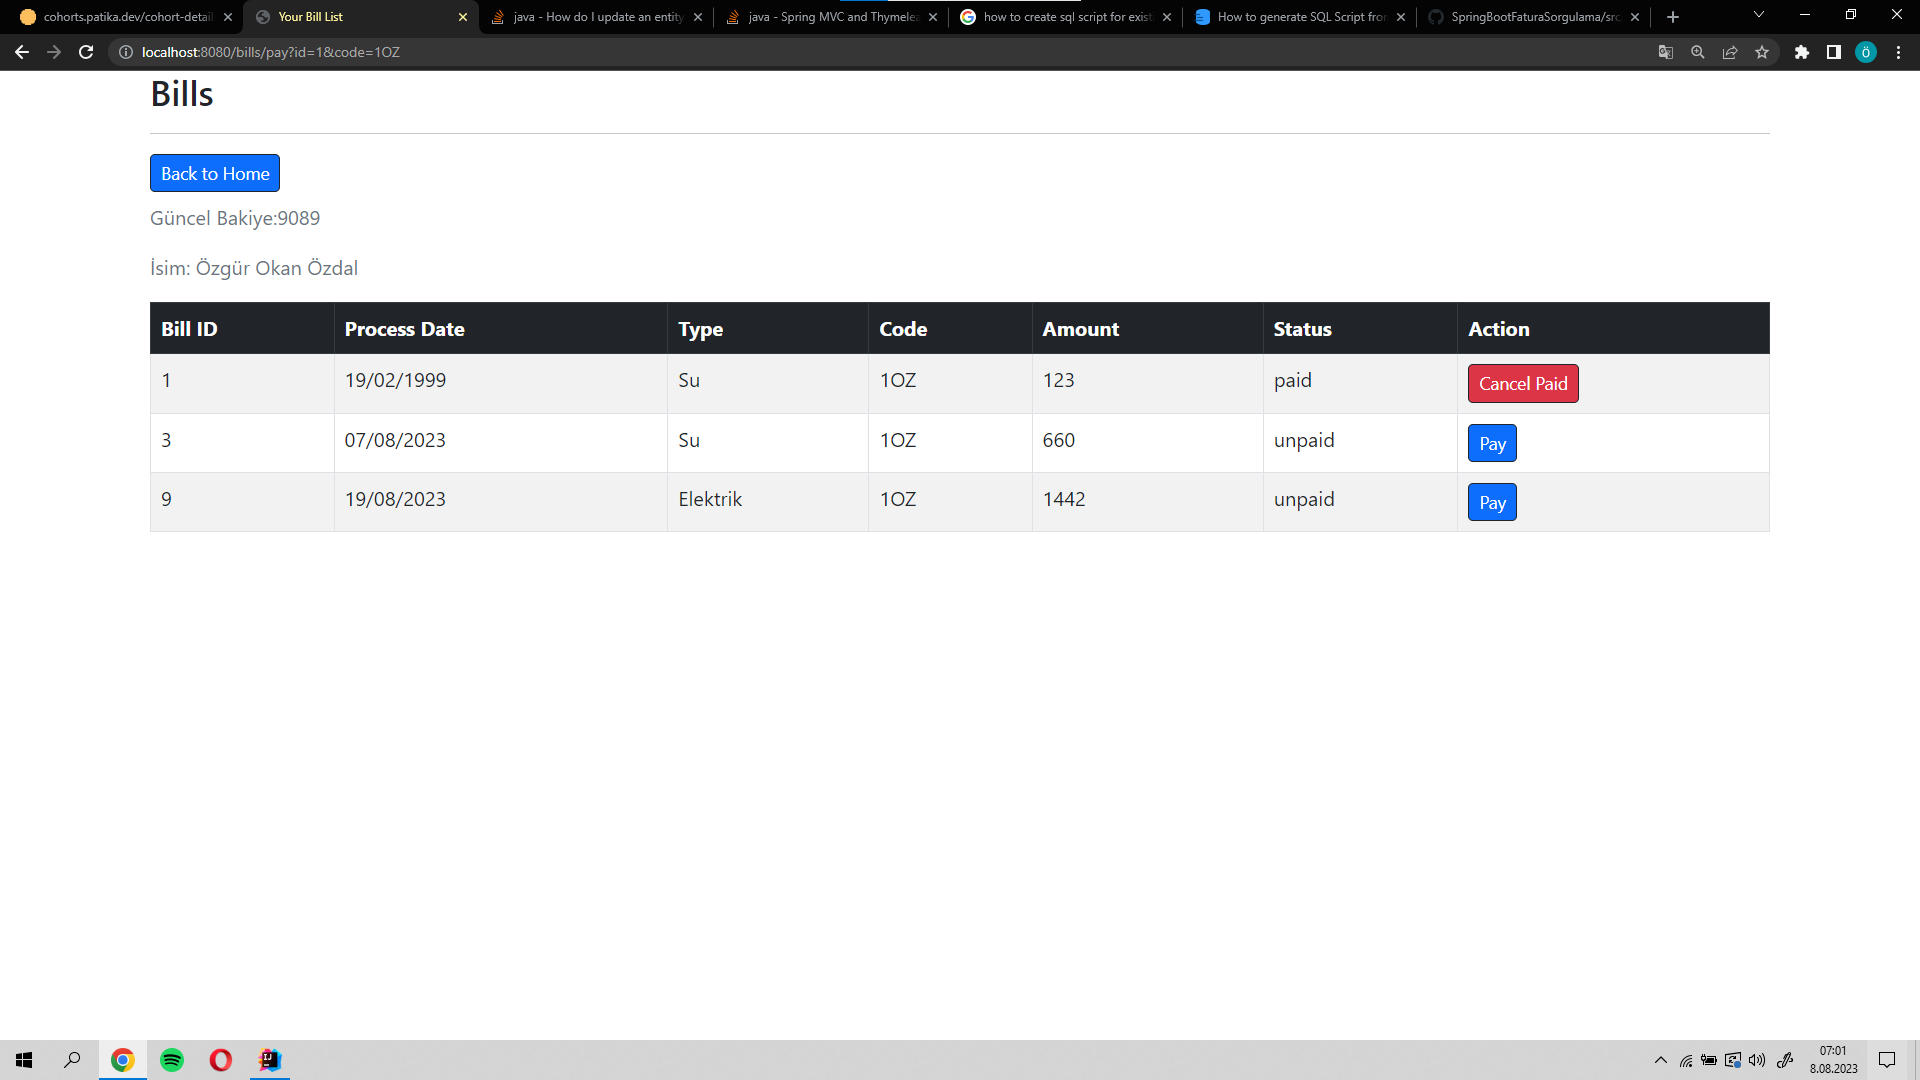 cohorts.patika.dev/cohort-detail
Your Bill List
java - How do I update an entity
java - Spring MVC and Thymelea
how to create sql script for exist
How to generate SQL Script from
SpringBootFaturaSorgulama/src
localhost:8080/bills/pay?id=1&code=1OZ
ö
Bills
Back to Home
Güncel Bakiye:9089
İsim: Özgür Okan Özdal
Bill ID Process Date Type Code Amount Status Action
1 19/02/1999 Su 1OZ 123 paid Cancel Paid
3 07/08/2023 Su 1OZ 660 unpaid Pay
9 19/08/2023 Elektrik 1OZ 1442 unpaid Pay
07:01
8.08.2023